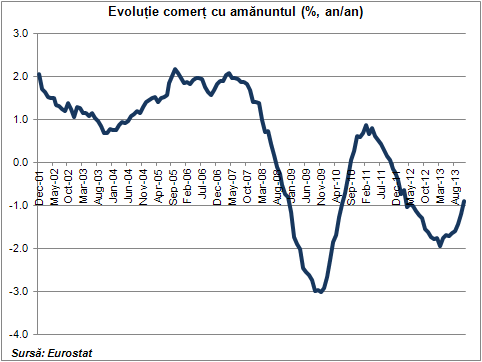 Evoluție comerț cu amănuntul (%, an/an)
3.0
2.0
1.0
0.0
-1.0
-2.0
-3.0
-4.0
Dec-01
May-02
Oct-02
Mar-03
Aug-03
Jan-04
Jun-04
Nov-04
Apr-05
Sep-05
Feb-06
Jul-06
Dec-06
May-07
Oct-07
Mar-08
Aug-08
Jan-09
Jun-09
Nov-09
Apr-10
Sep-10
Feb-11
Jul-11
Dec-11
May-12
Oct-12
Mar-13
Aug-13
Sursă: Eurostat